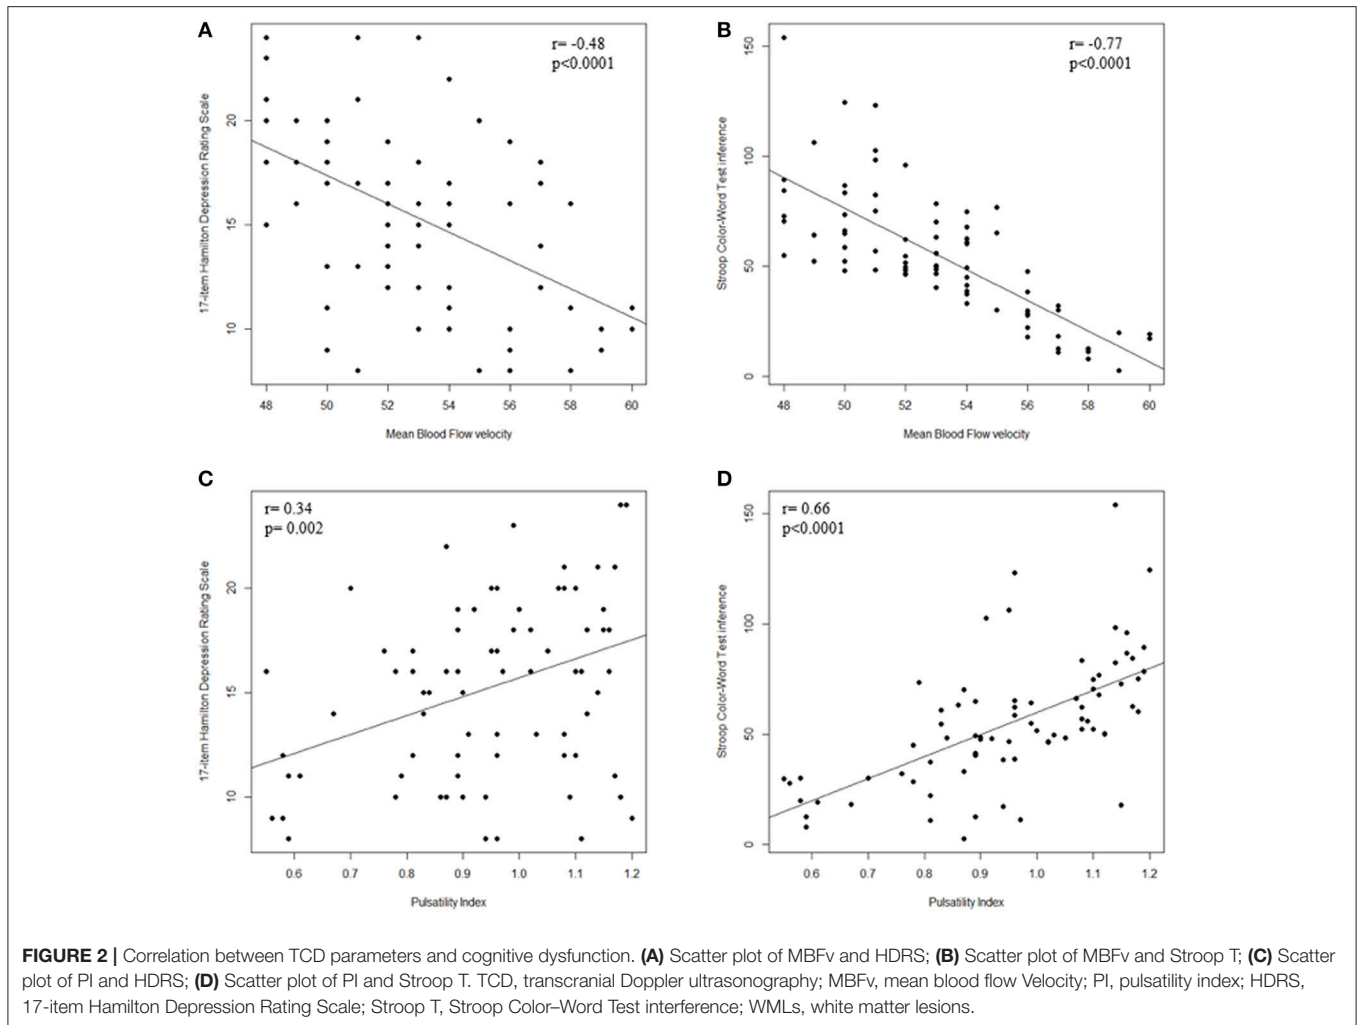 A
r= -0.48
p<0.0001
17-item Hamilton Depression Rating Scale
20
15
10
48 50 52 54 56 58 60
Mean Blood Flow velocity
B
r= -0.77
p<0.0001
Stroop Color-Word Test inference
150
100
50
0
48 50 52 54 56 58 60
Mean Blood Flow velocity
C
r= 0.34
p= 0.002
17-item Hamilton Depression Rating Scale
20
15
10
0.6 0.7 0.8 0.9 1.0 1.1 1.2
Pulsatility Index
D
r= 0.66
p<0.0001
Stroop Color-Word Test inference
150
100
50
0
0.6 0.7 0.8 0.9 1.0 1.1 1.2
Pulsatility Index
FIGURE 2 | Correlation between TCD parameters and cognitive dysfunction. (A) Scatter plot of MBFv and HDRS; (B) Scatter plot of MBFv and Stroop T; (C) Scatter
plot of PI and HDRS; (D) Scatter plot of PI and Stroop T. TCD, transcranial Doppler ultrasonography; MBFv, mean blood flow Velocity; PI, pulsatility index; HDRS,
17-item Hamilton Depression Rating Scale; Stroop T, Stroop Color–Word Test interference; WMLs, white matter lesions.